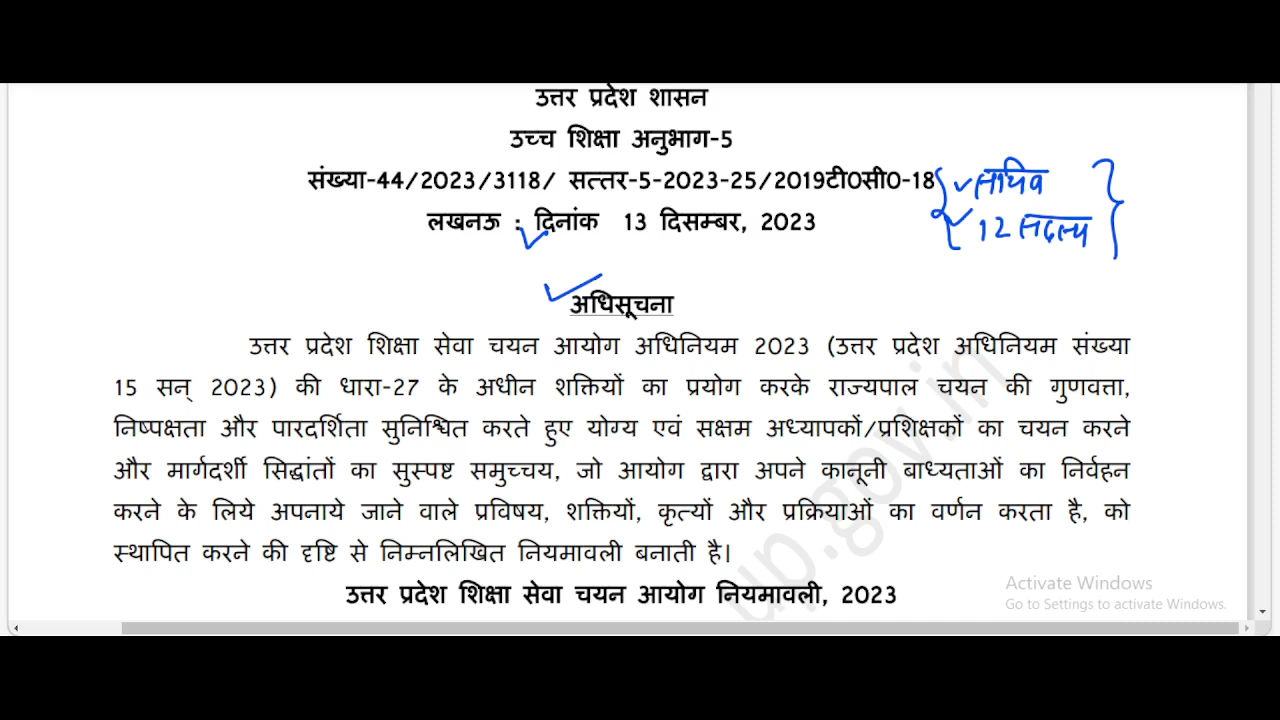 उत्तर प्रदेश शासन
उच्च शिक्षा अनुभाग-5
संख्या-44/2023/3118/ सत्तर-5-2023-25/2019टी0सी0-18
लखनऊ : दिनांक 13 दिसम्बर, 2023
सचिव
12 सदस्य
अधिसूचना
उत्तर प्रदेश शिक्षा सेवा चयन आयोग अधिनियम 2023 (उत्तर प्रदेश अधिनियम संख्या
15 सन् 2023) की धारा-27 के अधीन शक्तियों का प्रयोग करके राज्यपाल चयन की गुणवत्ता,
निष्पक्षता और पारदर्शिता सुनिश्चित करते हुए योग्य एवं सक्षम अध्यापकों/प्रशिक्षकों का चयन करने
और मार्गदर्शी सिद्धांतों का सुस्पष्ट समुच्चय, जो आयोग द्वारा अपने कानूनी बाध्यताओं का निर्वहन
करने के लिये अपनाये जाने वाले प्रविषय, शक्तियों, कृत्यों और प्रक्रियाओं का वर्णन करता है, को
स्थापित करने की दृष्टि से निम्नलिखित नियमावली बनाती है।
उत्तर प्रदेश शिक्षा सेवा चयन आयोग नियमावली, 2023
up.gov.in
Activate Windows
Go to Settings to activate Windows.